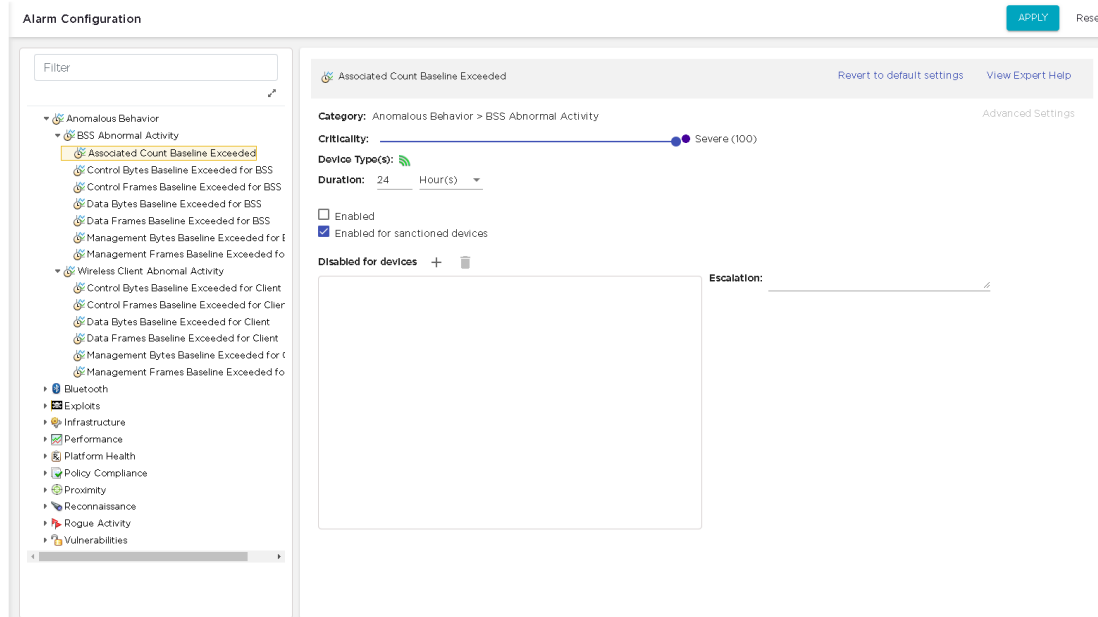 Alarm Configuration
APPLY
Rese
Filter
Anomalous Behavior
BSS Abnormal Activity
Associated Count Baseline Exceeded
Control Bytes Baseline Exceeded for BSS
Control Frames Baseline Exceeded for BSS
Data Bytes Baseline Exceeded for BSS
Data Frames Baseline Exceeded for BSS
Management Bytes Baseline Exceeded for B
Management Frames Baseline Exceeded fo
Wireless Client Abnomal Activity
Control Bytes Baseline Exceeded for Client
Control Frames Baseline Exceeded for Clien
Data Bytes Baseline Exceeded for Client
Data Frames Baseline Exceeded for Client
Management Bytes Baseline Exceeded for C
Management Frames Baseline Exceeded fo
Bluetooth
Exploits
Infrastructure
Performance
Platform Health
Policy Compliance
Proximity
Reconnaissance
Rogue Activity
Vulnerabilities
Associated Count Baseline Exceeded
Revert to default settings
View Expert Help
Category: Anomalous Behavior > BSS Abnormal Activity
Advanced Settings
Criticality: Severe (100)
Device Type(s):
Duration: 24 Hour(s)
Enabled
Enabled for sanctioned devices
Disabled for devices
Escalation: